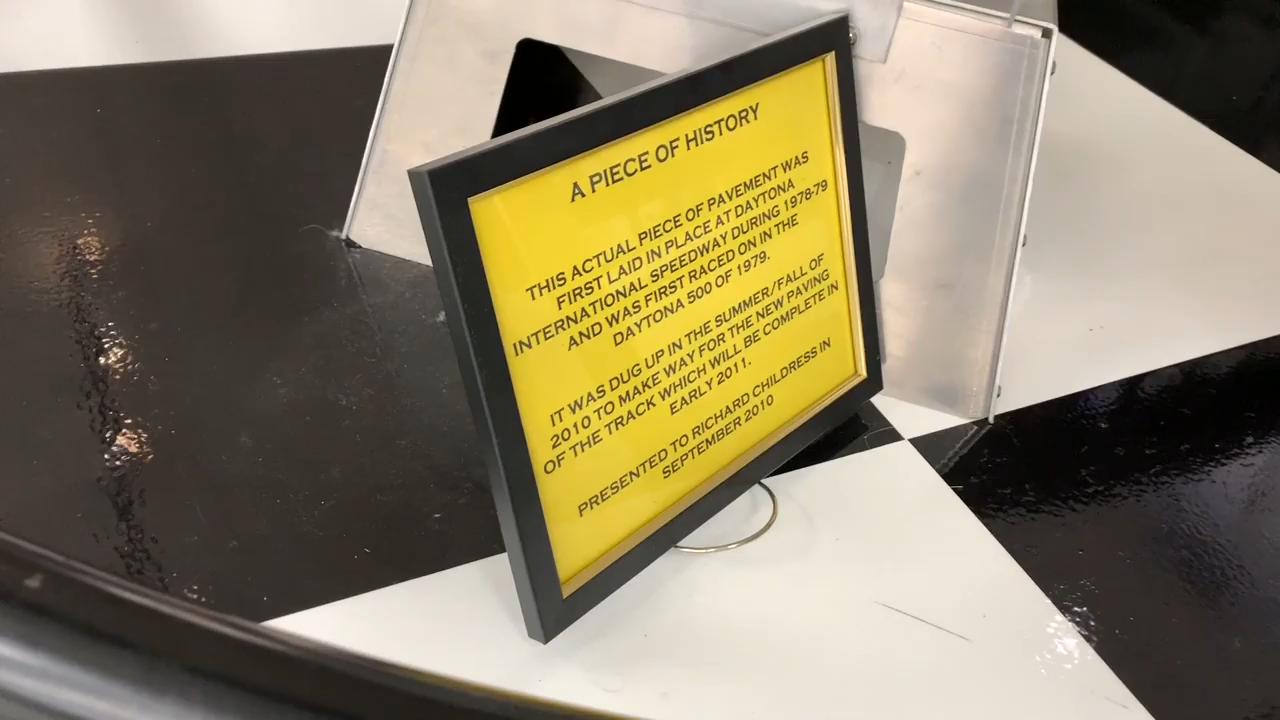 A PIECE OF HISTORY
THIS ACTUAL PIECE OF PAVEMENT WAS
FIRST LAID IN PLACE AT DAYTONA
INTERNATIONAL SPEEDWAY DURING 1978-79
AND WAS FIRST RACED ON IN THE
DAYTONA 500 OF 1979.
IT WAS DUG UP IN THE SUMMER/FALL OF
2010 TO MAKE WAY FOR THE NEW PAVING
OF THE TRACK WHICH WILL BE COMPLETE IN
EARLY 2011.
PRESENTED TO RICHARD CHILDRESS IN
SEPTEMBER 2010